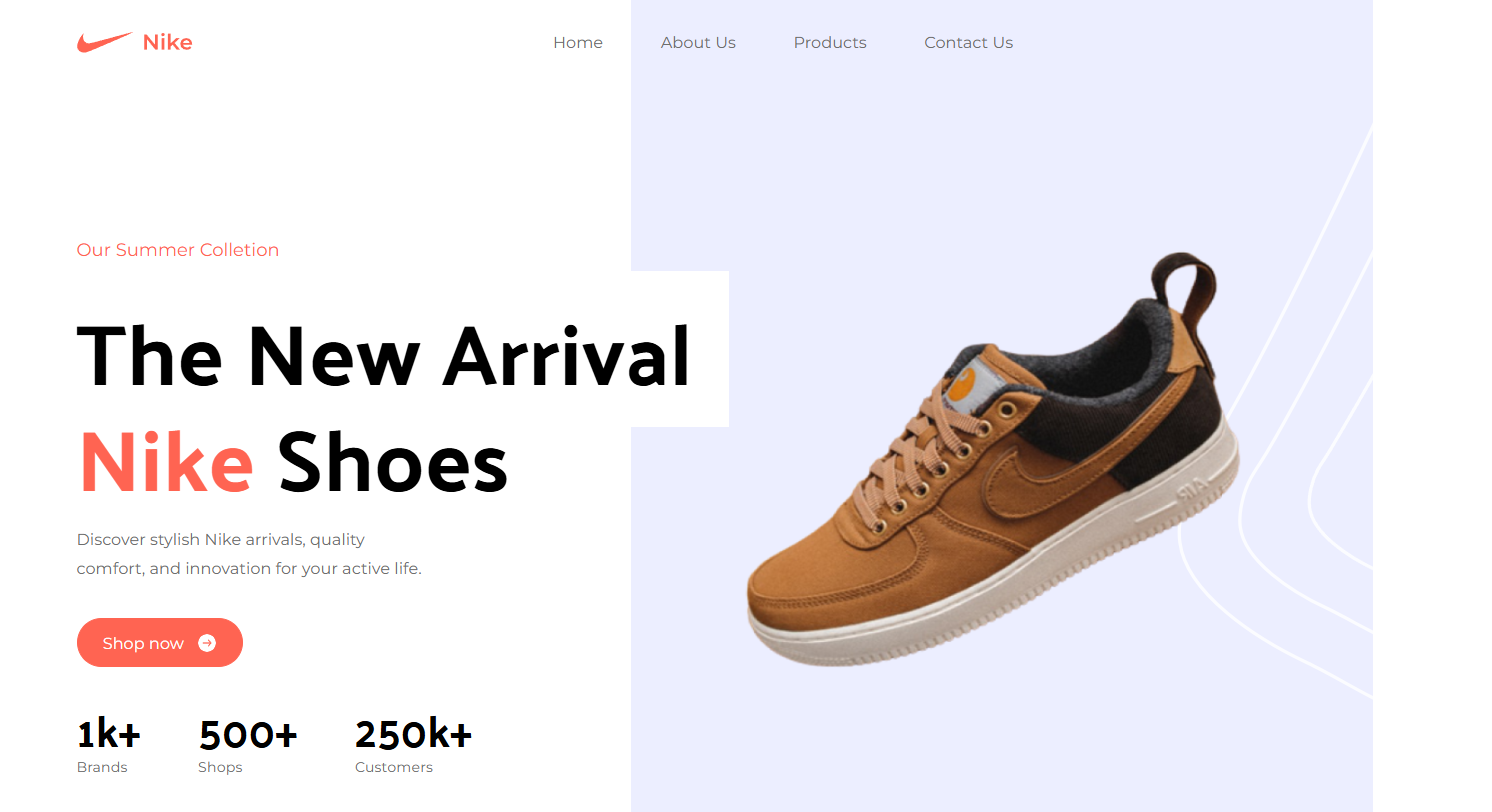 Nike
Home About Us Products Contact Us
Our Summer Colletion
The New Arrival
Nike Shoes
Discover stylish Nike arrivals, quality
comfort, and innovation for your active life.
Shop now
1k+ 500+ 250k+
Brands Shops Customers
AIR